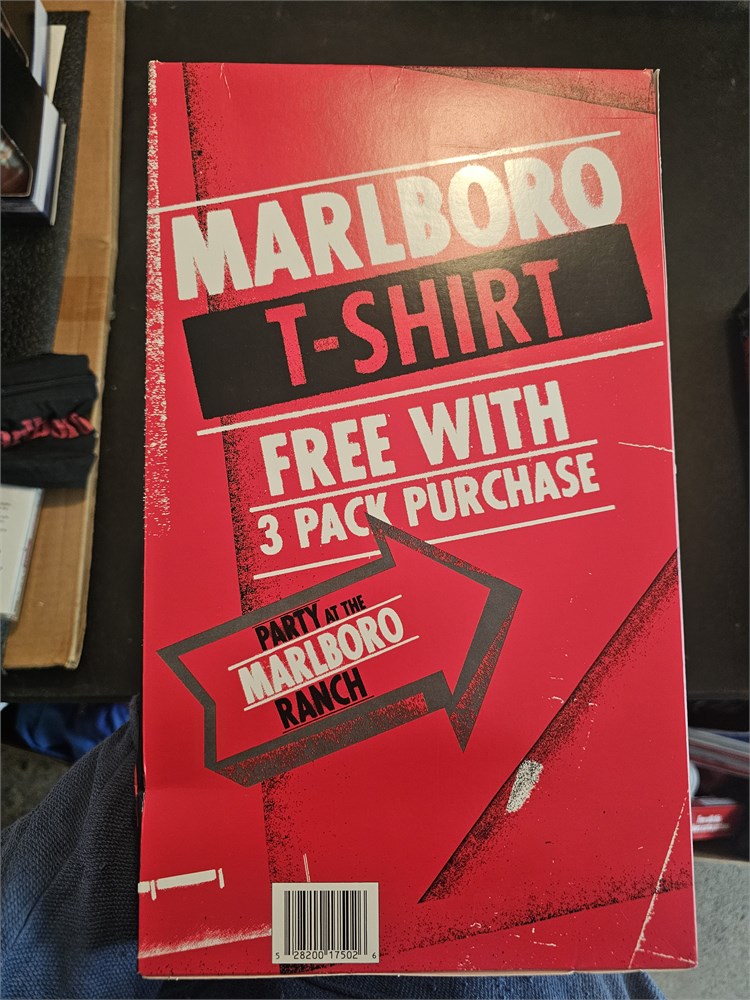 MARLBORO
T-SHIRT
FREE WITH
3 PACK PURCHASE
PARTY AT THE
MARLBORO
RANCH
5 28200 17502 6